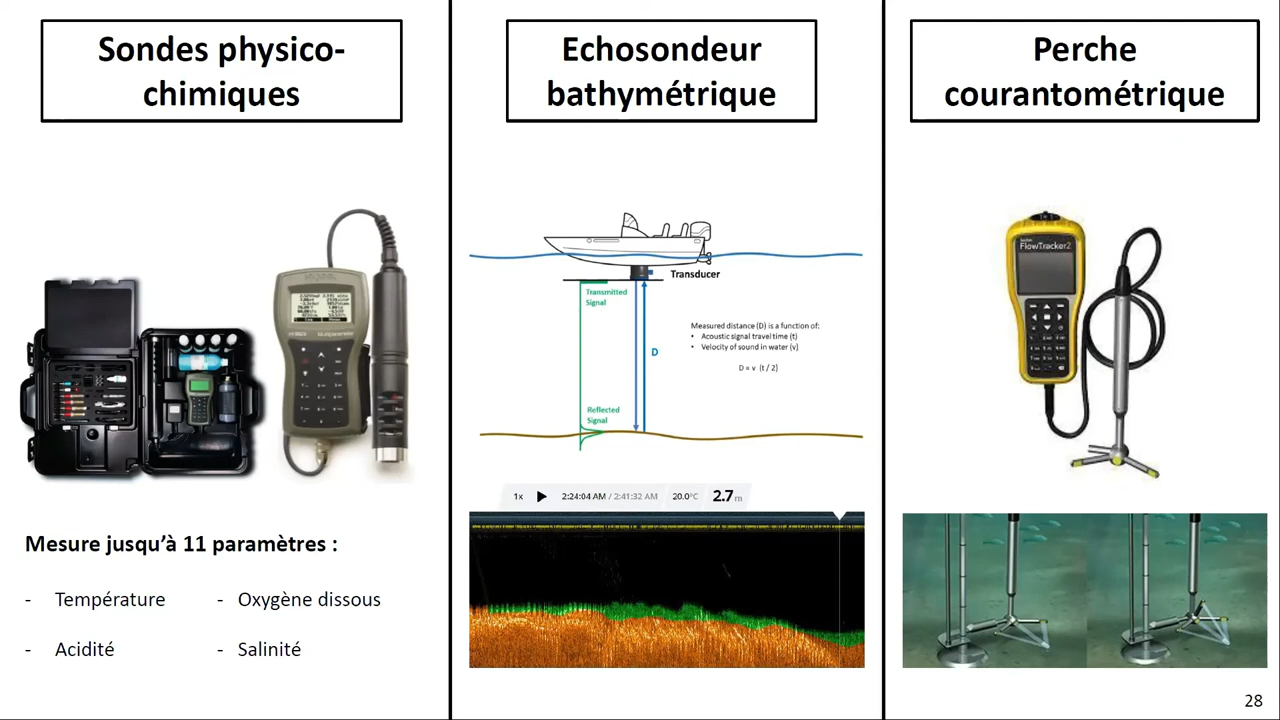 Sondes physico-
chimiques
Mesure jusqu’à 11 paramètres :
- Température
- Oxygène dissous
- Acidité
- Salinité
Echosondeur
bathymétrique
Transducer
Transmitted
Signal
Measured distance (D) is a function of:
• Acoustic signal travel time (t)
• Velocity of sound in water (v)
D = v (t / 2)
D
Reflected
Signal
1x 2:24:04 AM / 2:41:32 AM 20.0°C 2.7 m
Perche
courantométrique
FlowTracker2
28